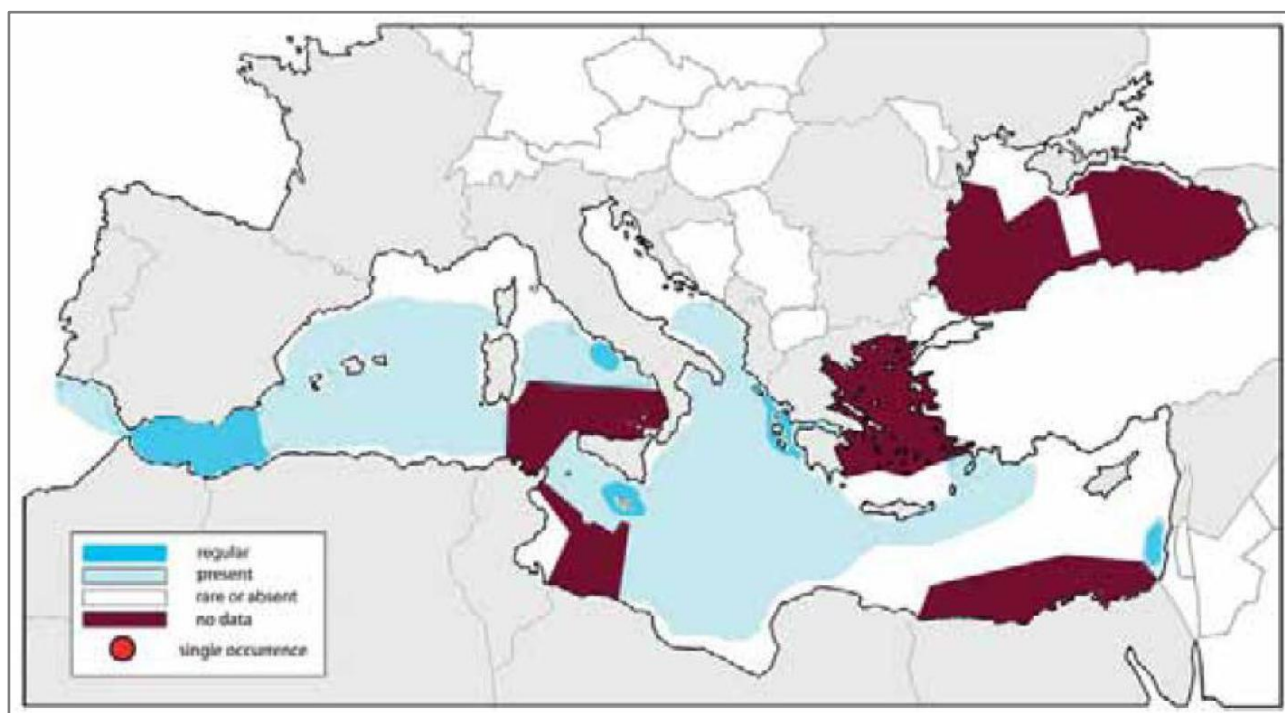 regular
present
rare or absent
no data
single occurrence